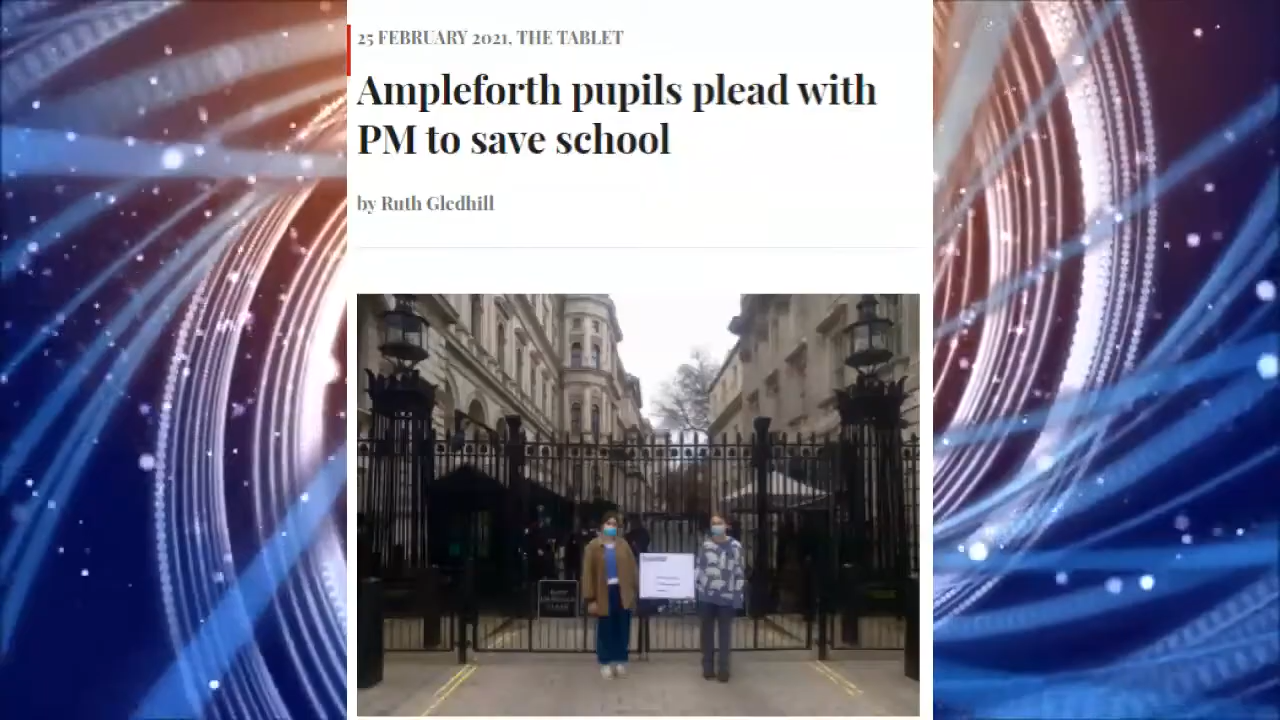 25 FEBRUARY 2021, THE TABLET
Ampleforth pupils plead with
PM to save school
by Ruth Gledhill